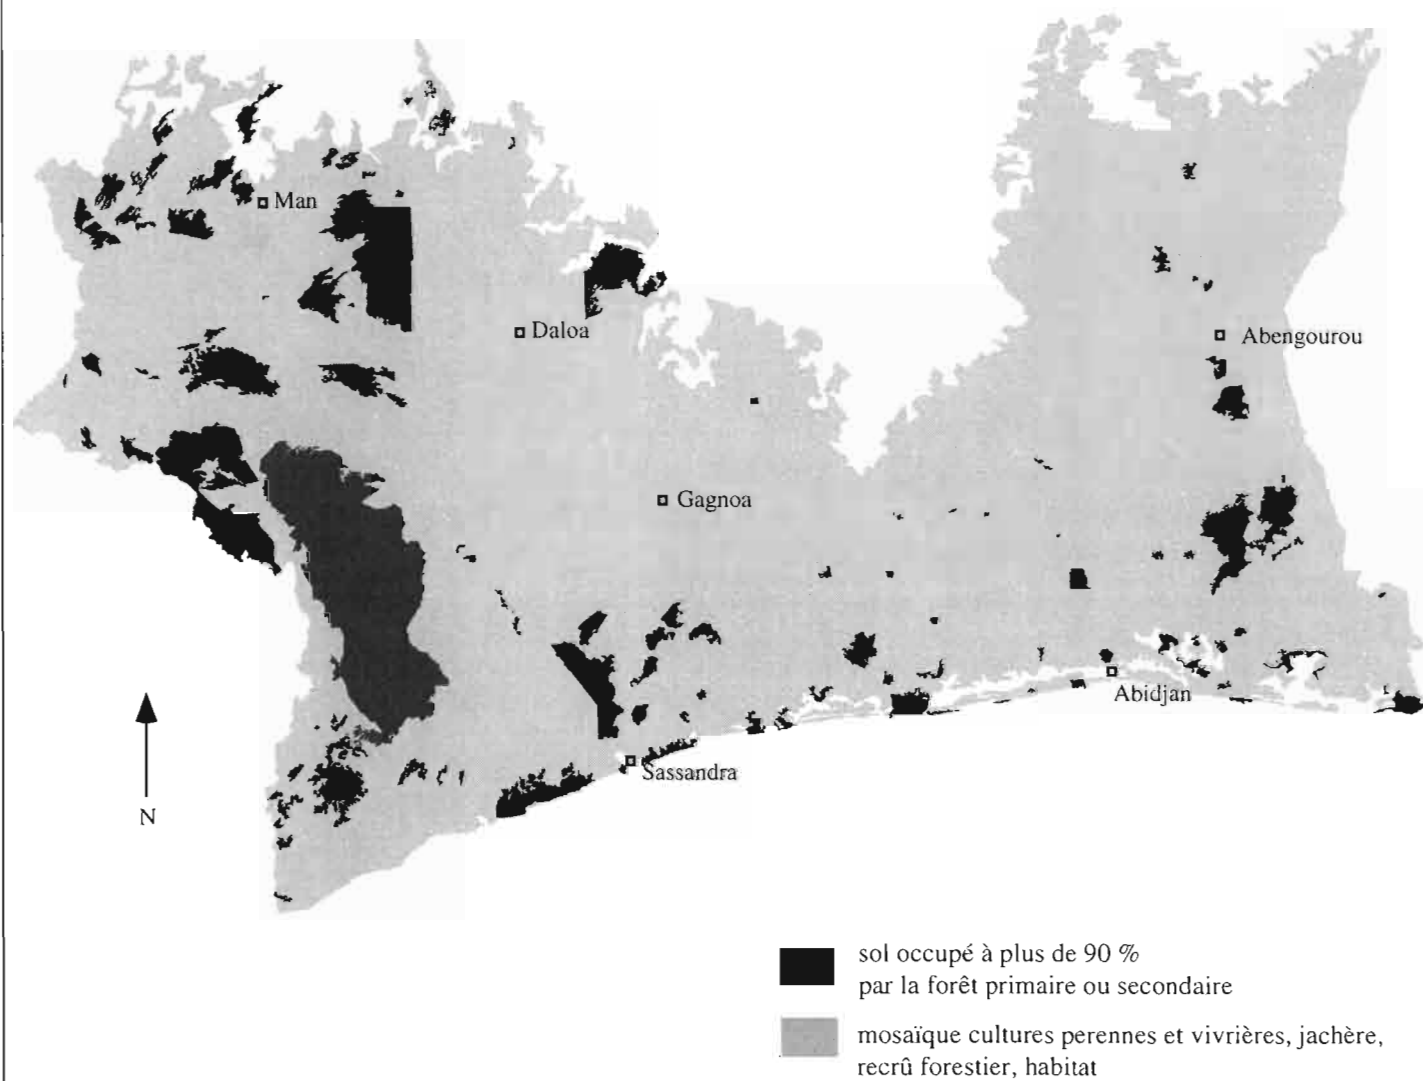 Man
Daloa
Abengourou
Gagnoa
Abidjan
Sassandra
N
sol occupé à plus de 90 %
par la forêt primaire ou secondaire
mosaïque cultures perennes et vivrières, jachère,
recrû forestier, habitat